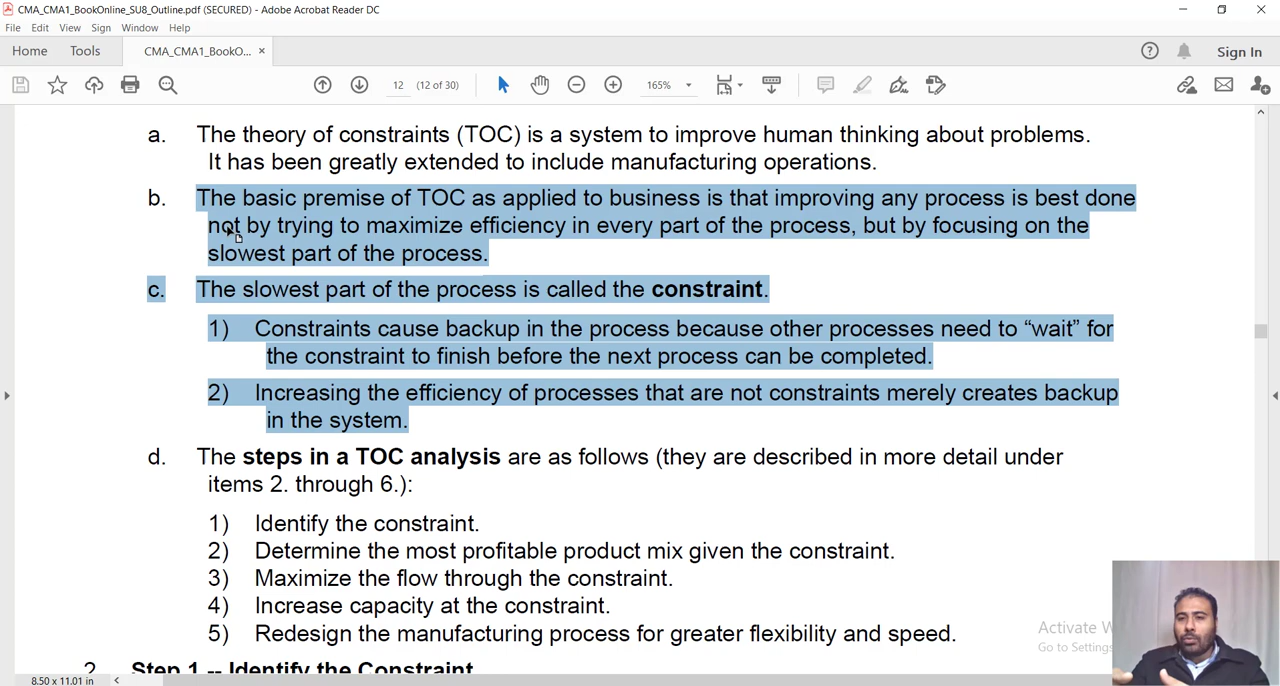 CMA_CMA1_BookOnline_SU8_Outline.pdf (SECURED) - Adobe Acrobat Reader DC
File Edit View Sign Window Help
Home Tools CMA_CMA1_BookO... × Sign In
12 (12 of 30) 165%
a. The theory of constraints (TOC) is a system to improve human thinking about problems.
It has been greatly extended to include manufacturing operations.
b. The basic premise of TOC as applied to business is that improving any process is best done
not by trying to maximize efficiency in every part of the process, but by focusing on the
slowest part of the process.
c. The slowest part of the process is called the constraint.
1) Constraints cause backup in the process because other processes need to “wait” for
the constraint to finish before the next process can be completed.
2) Increasing the efficiency of processes that are not constraints merely creates backup
in the system.
d. The steps in a TOC analysis are as follows (they are described in more detail under
items 2. through 6.):
1) Identify the constraint.
2) Determine the most profitable product mix given the constraint.
3) Maximize the flow through the constraint.
4) Increase capacity at the constraint.
5) Redesign the manufacturing process for greater flexibility and speed.
Activate W
Go to Settings
2. Step 1 -- Identify the Constraint
8.50 x 11.01 in